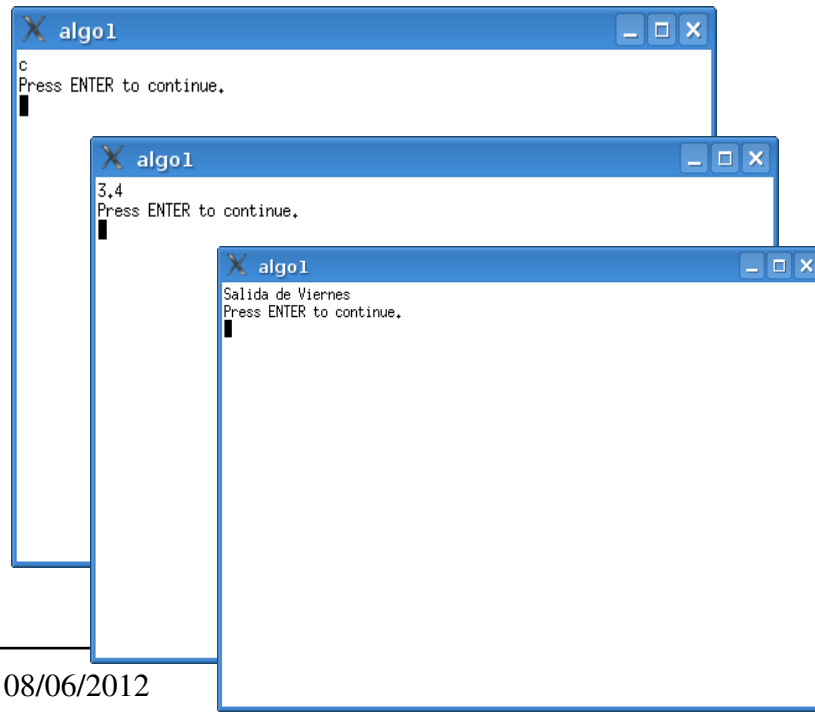 algo1
c
Press ENTER to continue.
algo1
3.4
Press ENTER to continue.
algo1
Salida de Viernes
Press ENTER to continue.
08/06/2012